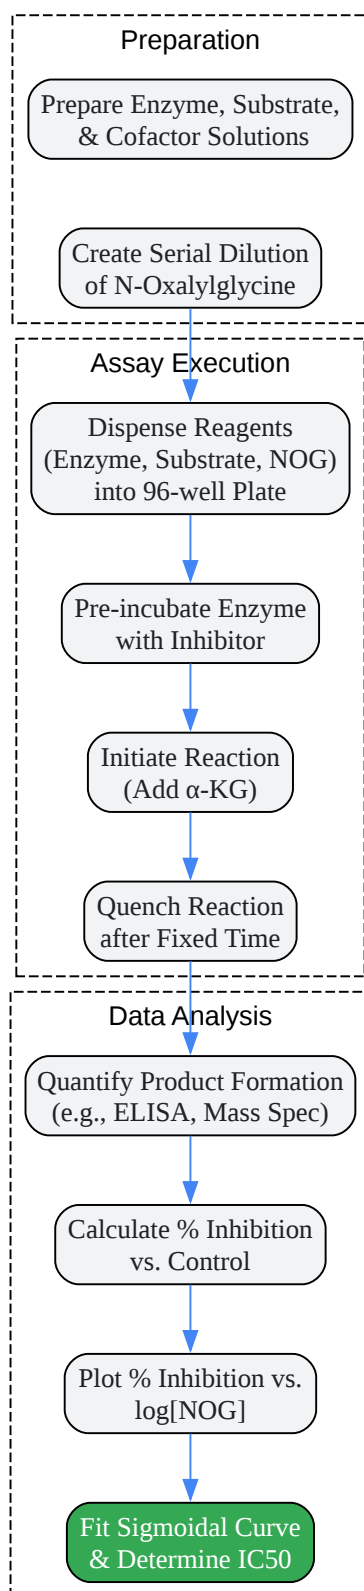 Preparation
Prepare Enzyme, Substrate,
& Cofactor Solutions
Create Serial Dilution
of N-Oxalylglycine
Assay Execution
Dispense Reagents
(Enzyme, Substrate, NOG)
into 96-well Plate
Pre-incubate Enzyme
with Inhibitor
Initiate Reaction
(Add α-KG)
Quench Reaction
after Fixed Time
Data Analysis
Quantify Product Formation
(e.g., ELISA, Mass Spec)
Calculate % Inhibition
vs. Control
Plot % Inhibition vs.
log[NOG]
Fit Sigmoidal Curve
& Determine IC50